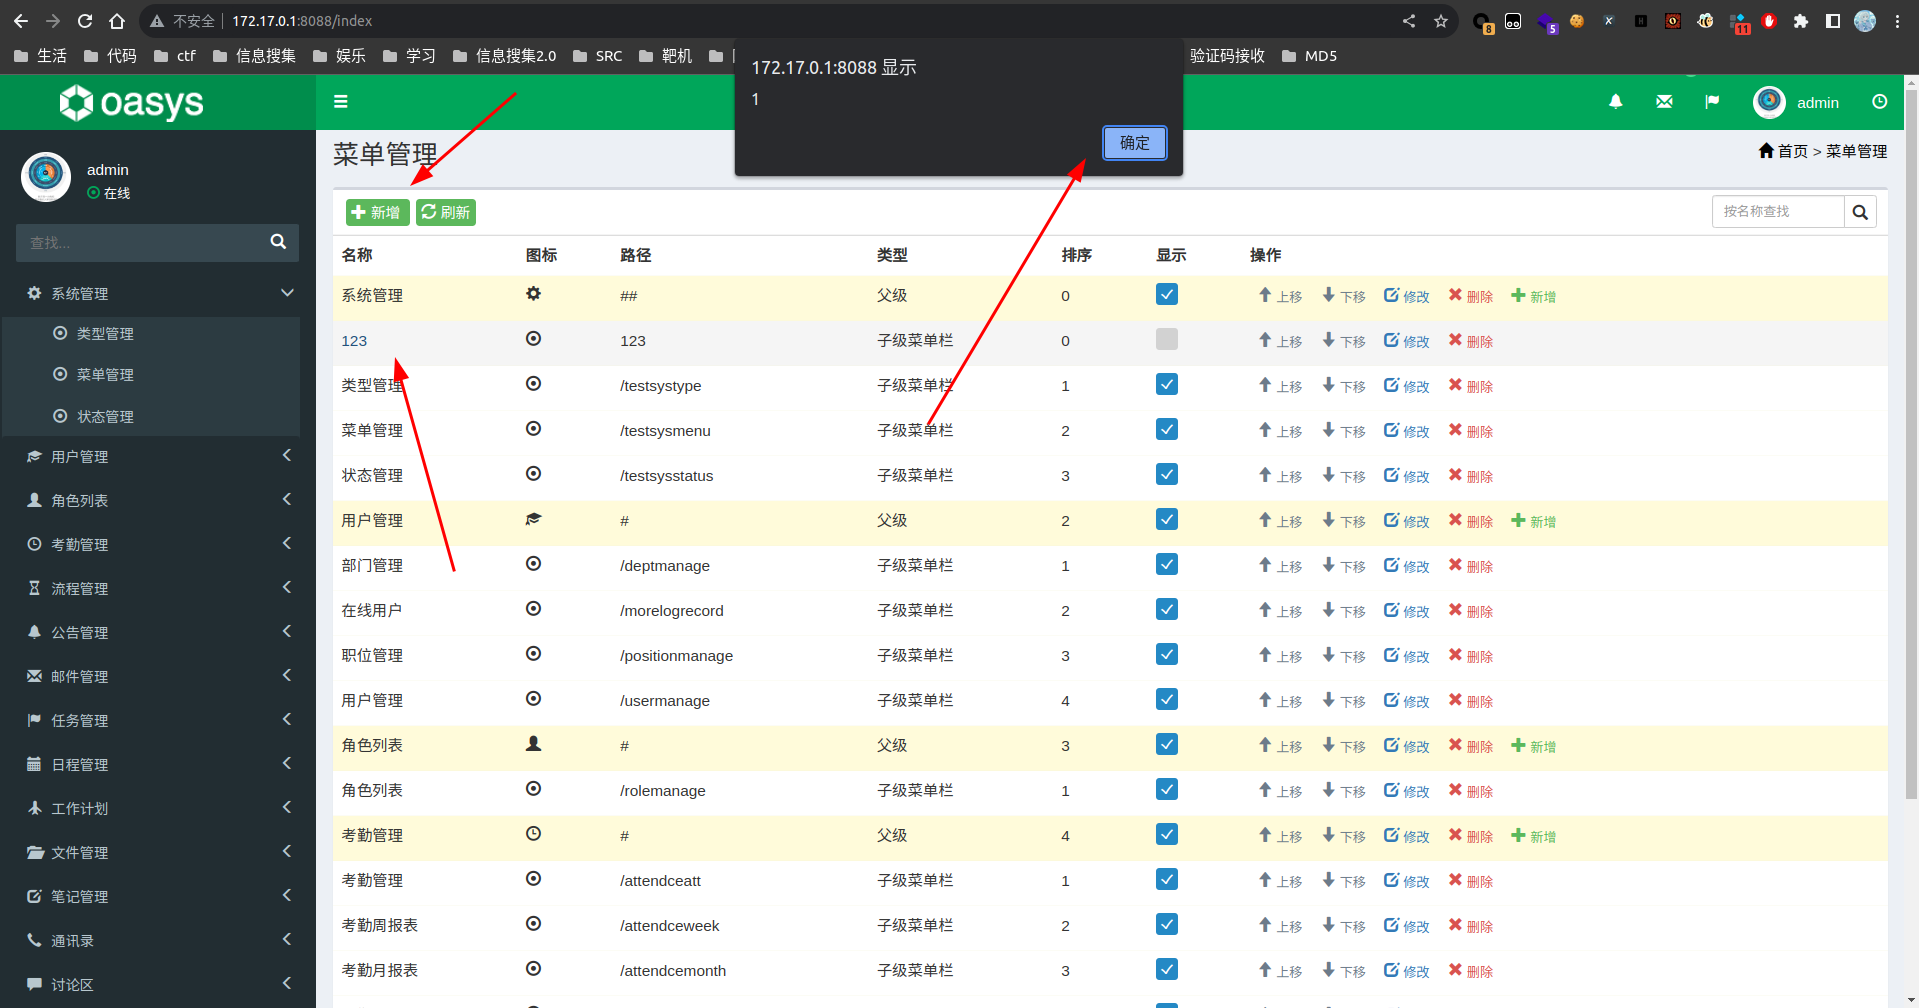 不安全 172.17.0.1:8088/index
8 5 11
生活 代码 ctf 信息搜集 娱乐 学习 信息搜集2.0 SRC 靶机 验证码接收 MD5
172.17.0.1:8088 显示
1
确定
oasys
admin
admin
在线
查找...
系统管理
类型管理
菜单管理
状态管理
用户管理
角色列表
考勤管理
流程管理
公告管理
邮件管理
任务管理
日程管理
工作计划
文件管理
笔记管理
通讯录
讨论区
菜单管理
首页 > 菜单管理
新增 刷新
按名称查找
名称 图标 路径 类型 排序 显示 操作
系统管理 ## 父级 0 上移 下移 修改 删除 新增
123 123 子级菜单栏 0 上移 下移 修改 删除
类型管理 /testsystype 子级菜单栏 1 上移 下移 修改 删除
菜单管理 /testsysmenu 子级菜单栏 2 上移 下移 修改 删除
状态管理 /testsysstatus 子级菜单栏 3 上移 下移 修改 删除
用户管理 # 父级 2 上移 下移 修改 删除 新增
部门管理 /deptmanage 子级菜单栏 1 上移 下移 修改 删除
在线用户 /morelogrecord 子级菜单栏 2 上移 下移 修改 删除
职位管理 /positionmanage 子级菜单栏 3 上移 下移 修改 删除
用户管理 /usermanage 子级菜单栏 4 上移 下移 修改 删除
角色列表 # 父级 3 上移 下移 修改 删除 新增
角色列表 /rolemanage 子级菜单栏 1 上移 下移 修改 删除
考勤管理 # 父级 4 上移 下移 修改 删除 新增
考勤管理 /attendceatt 子级菜单栏 1 上移 下移 修改 删除
考勤周报表 /attendceweek 子级菜单栏 2 上移 下移 修改 删除
考勤月报表 /attendcemonth 子级菜单栏 3 上移 下移 修改 删除